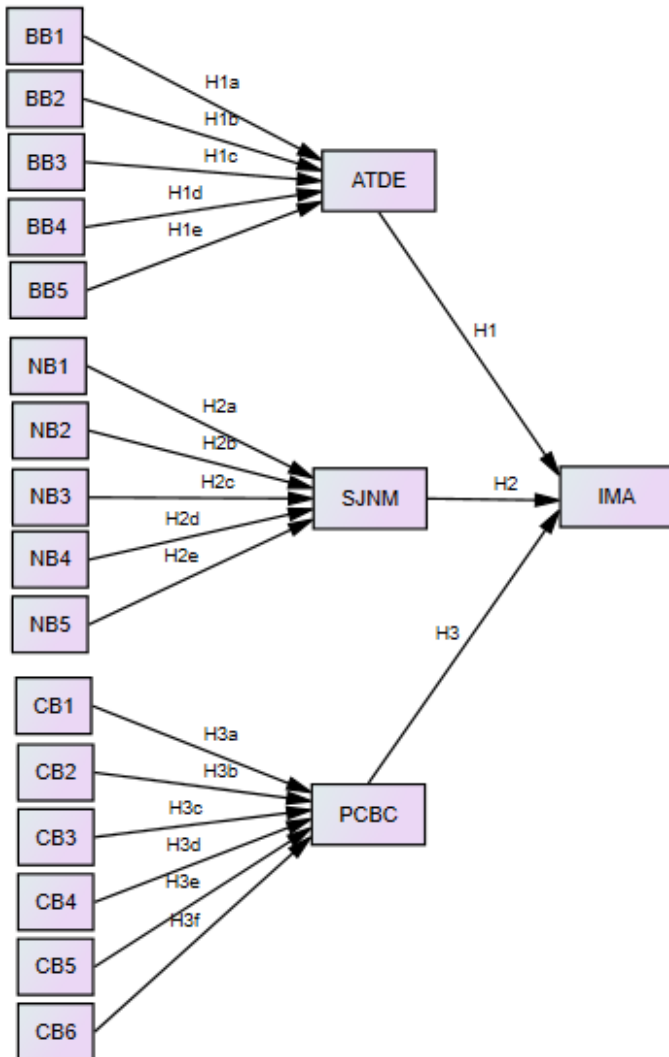 BB1
H1a
BB2
H1b
BB3
H1c
ATDE
BB4
H1d
BB5
H1e
H1
NB1
H2a
NB2
H2b
NB3
H2c
SJNM
H2
IMA
NB4
H2d
NB5
H2e
H3
CB1
H3a
CB2
H3b
CB3
H3c
PCBC
CB4
H3d
CB5
H3e
CB6
H3f